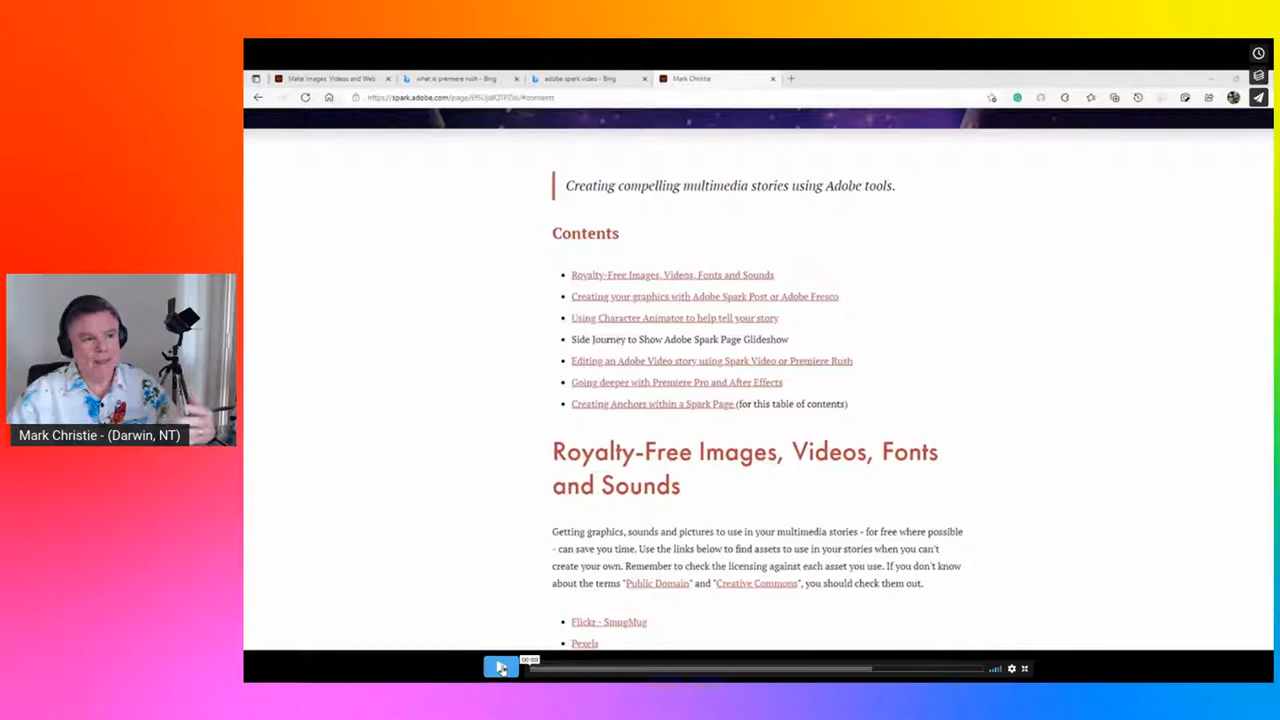 Make Images, Videos and Web
what is premiere rush - Bing
adobe spark video - Bing
Mark Christie
Creating compelling multimedia stories using Adobe tools.
Contents
• Royalty-Free Images, Videos, Fonts and Sounds
• Creating your graphics with Adobe Spark Post or Adobe Fresco
• Using Character Animator to help tell your story
• Side Journey to Show Adobe Spark Page Glideshow
• Editing an Adobe Video story using Spark Video or Premiere Rush
• Going deeper with Premiere Pro and After Effects
• Creating Anchors within a Spark Page (for this table of contents)
Royalty-Free Images, Videos, Fonts
and Sounds
Getting graphics, sounds and pictures to use in your multimedia stories - for free where possible
- can save you time. Use the links below to find assets to use in your stories when you can't
create your own. Remember to check the licensing against each asset you use. If you don't know
about the terms "Public Domain" and "Creative Commons", you should check them out.
• Flickr - SmugMug
• Pexels
00:00
Mark Christie - (Darwin, NT)